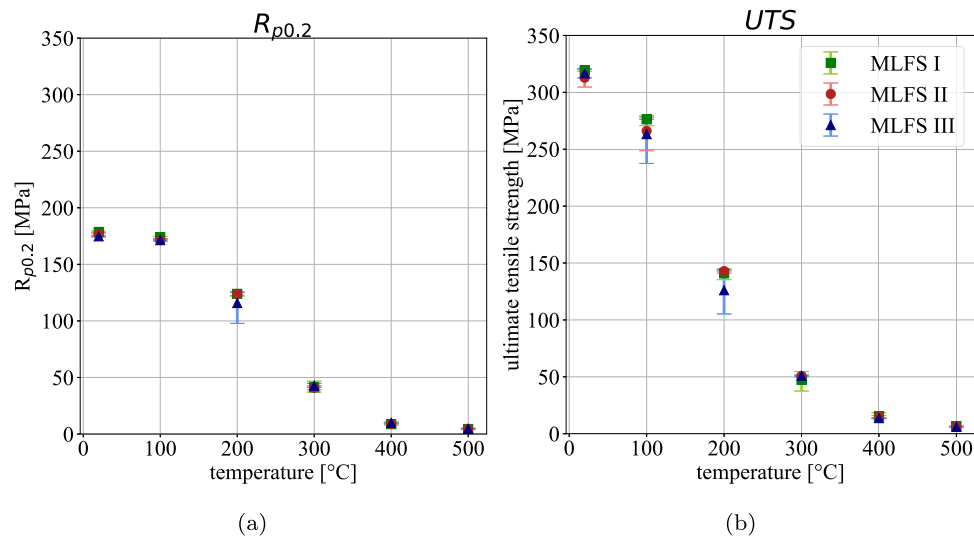 R_p0.2
350
300
250
200
150
100
50
0
R_p0.2 [MPa]
0 100 200 300 400 500
temperature [°C]
(a)
UTS
MLFS I
MLFS II
MLFS III
350
300
250
200
150
100
50
0
ultimate tensile strength [MPa]
0 100 200 300 400 500
temperature [°C]
(b)